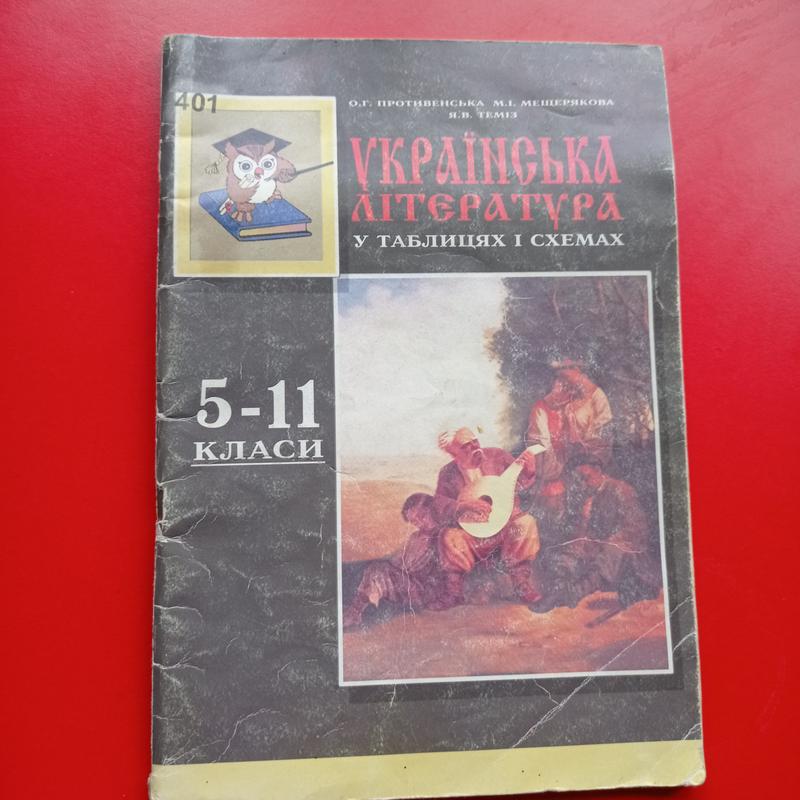 401
О.Г. ПРОТИВЕНСЬКА М.І. МЕЩЕРЯКОВА
Я.В. ТЕМІЗ
УКРАЇНСЬКА
ЛІТЕРАТУРА
У ТАБЛИЦЯХ І СХЕМАХ
5-11
КЛАСИ